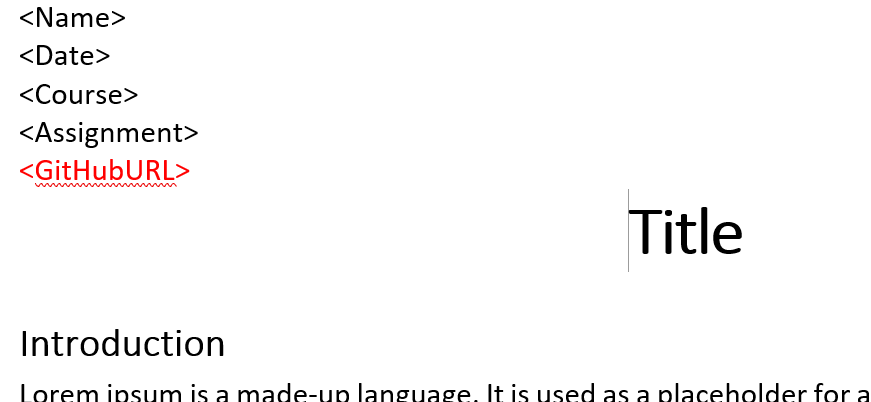 <Name>
<Date>
<Course>
<Assignment>
<GitHubURL>
Title
Introduction
Lorem ipsum is a made-up language. It is used as a placeholder for a